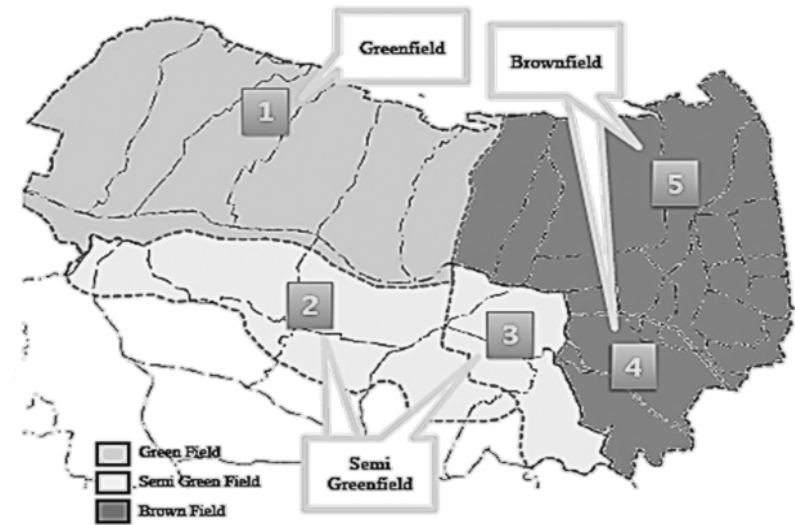 Greenfield
Brownfield
1
5
2
3
4
Semi
Greenfield
Green Field
Semi Green Field
Brown Field